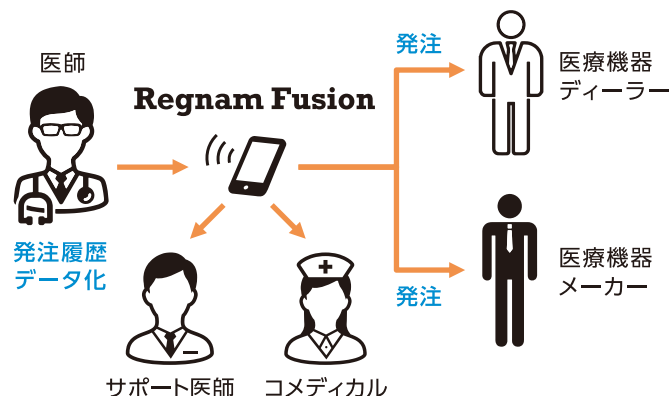 医師
Regnam Fusion
発注
医療機器
ディーラー
発注履歴
データ化
発注
医療機器
メーカー
サポート医師
コメディカル